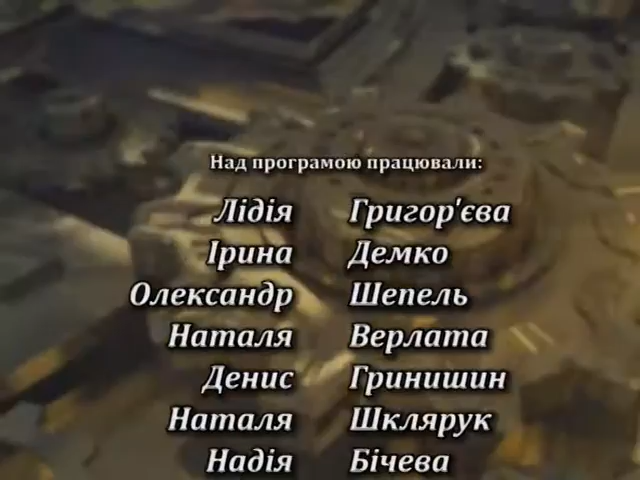 Над програмою працювали:
Лідія Григор'єва
Ірина Демко
Олександр Шепель
Наталя Верлата
Денис Гринишин
Наталя Шклярук
Надія Бічева